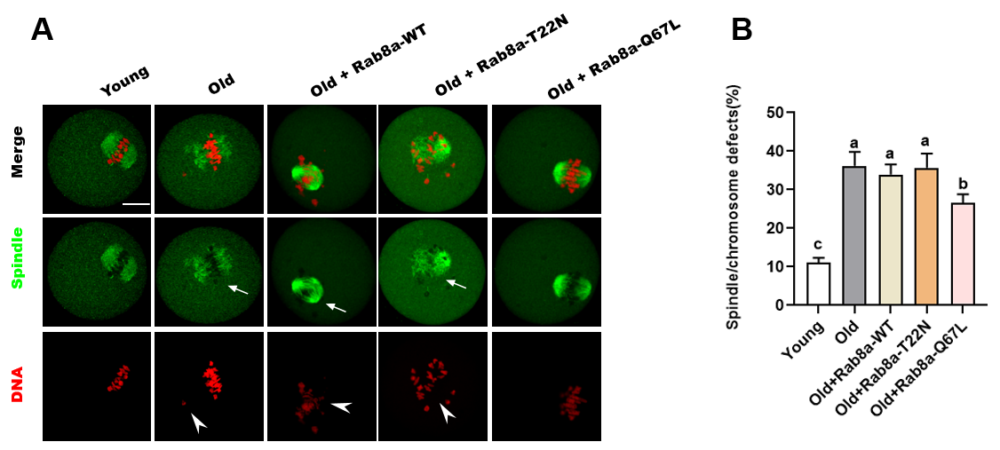 A
Young
Old
Old + Rab8a-WT
Old + Rab8a-T22N
Old + Rab8a-Q67L
Merge
Spindle
DNA
B
Spindle/chromosome defects(%)
50
40
30
20
10
0
c
a
a
a
b
Young
Old
Old+Rab8a-WT
Old+Rab8a-T22N
Old+Rab8a-Q67L